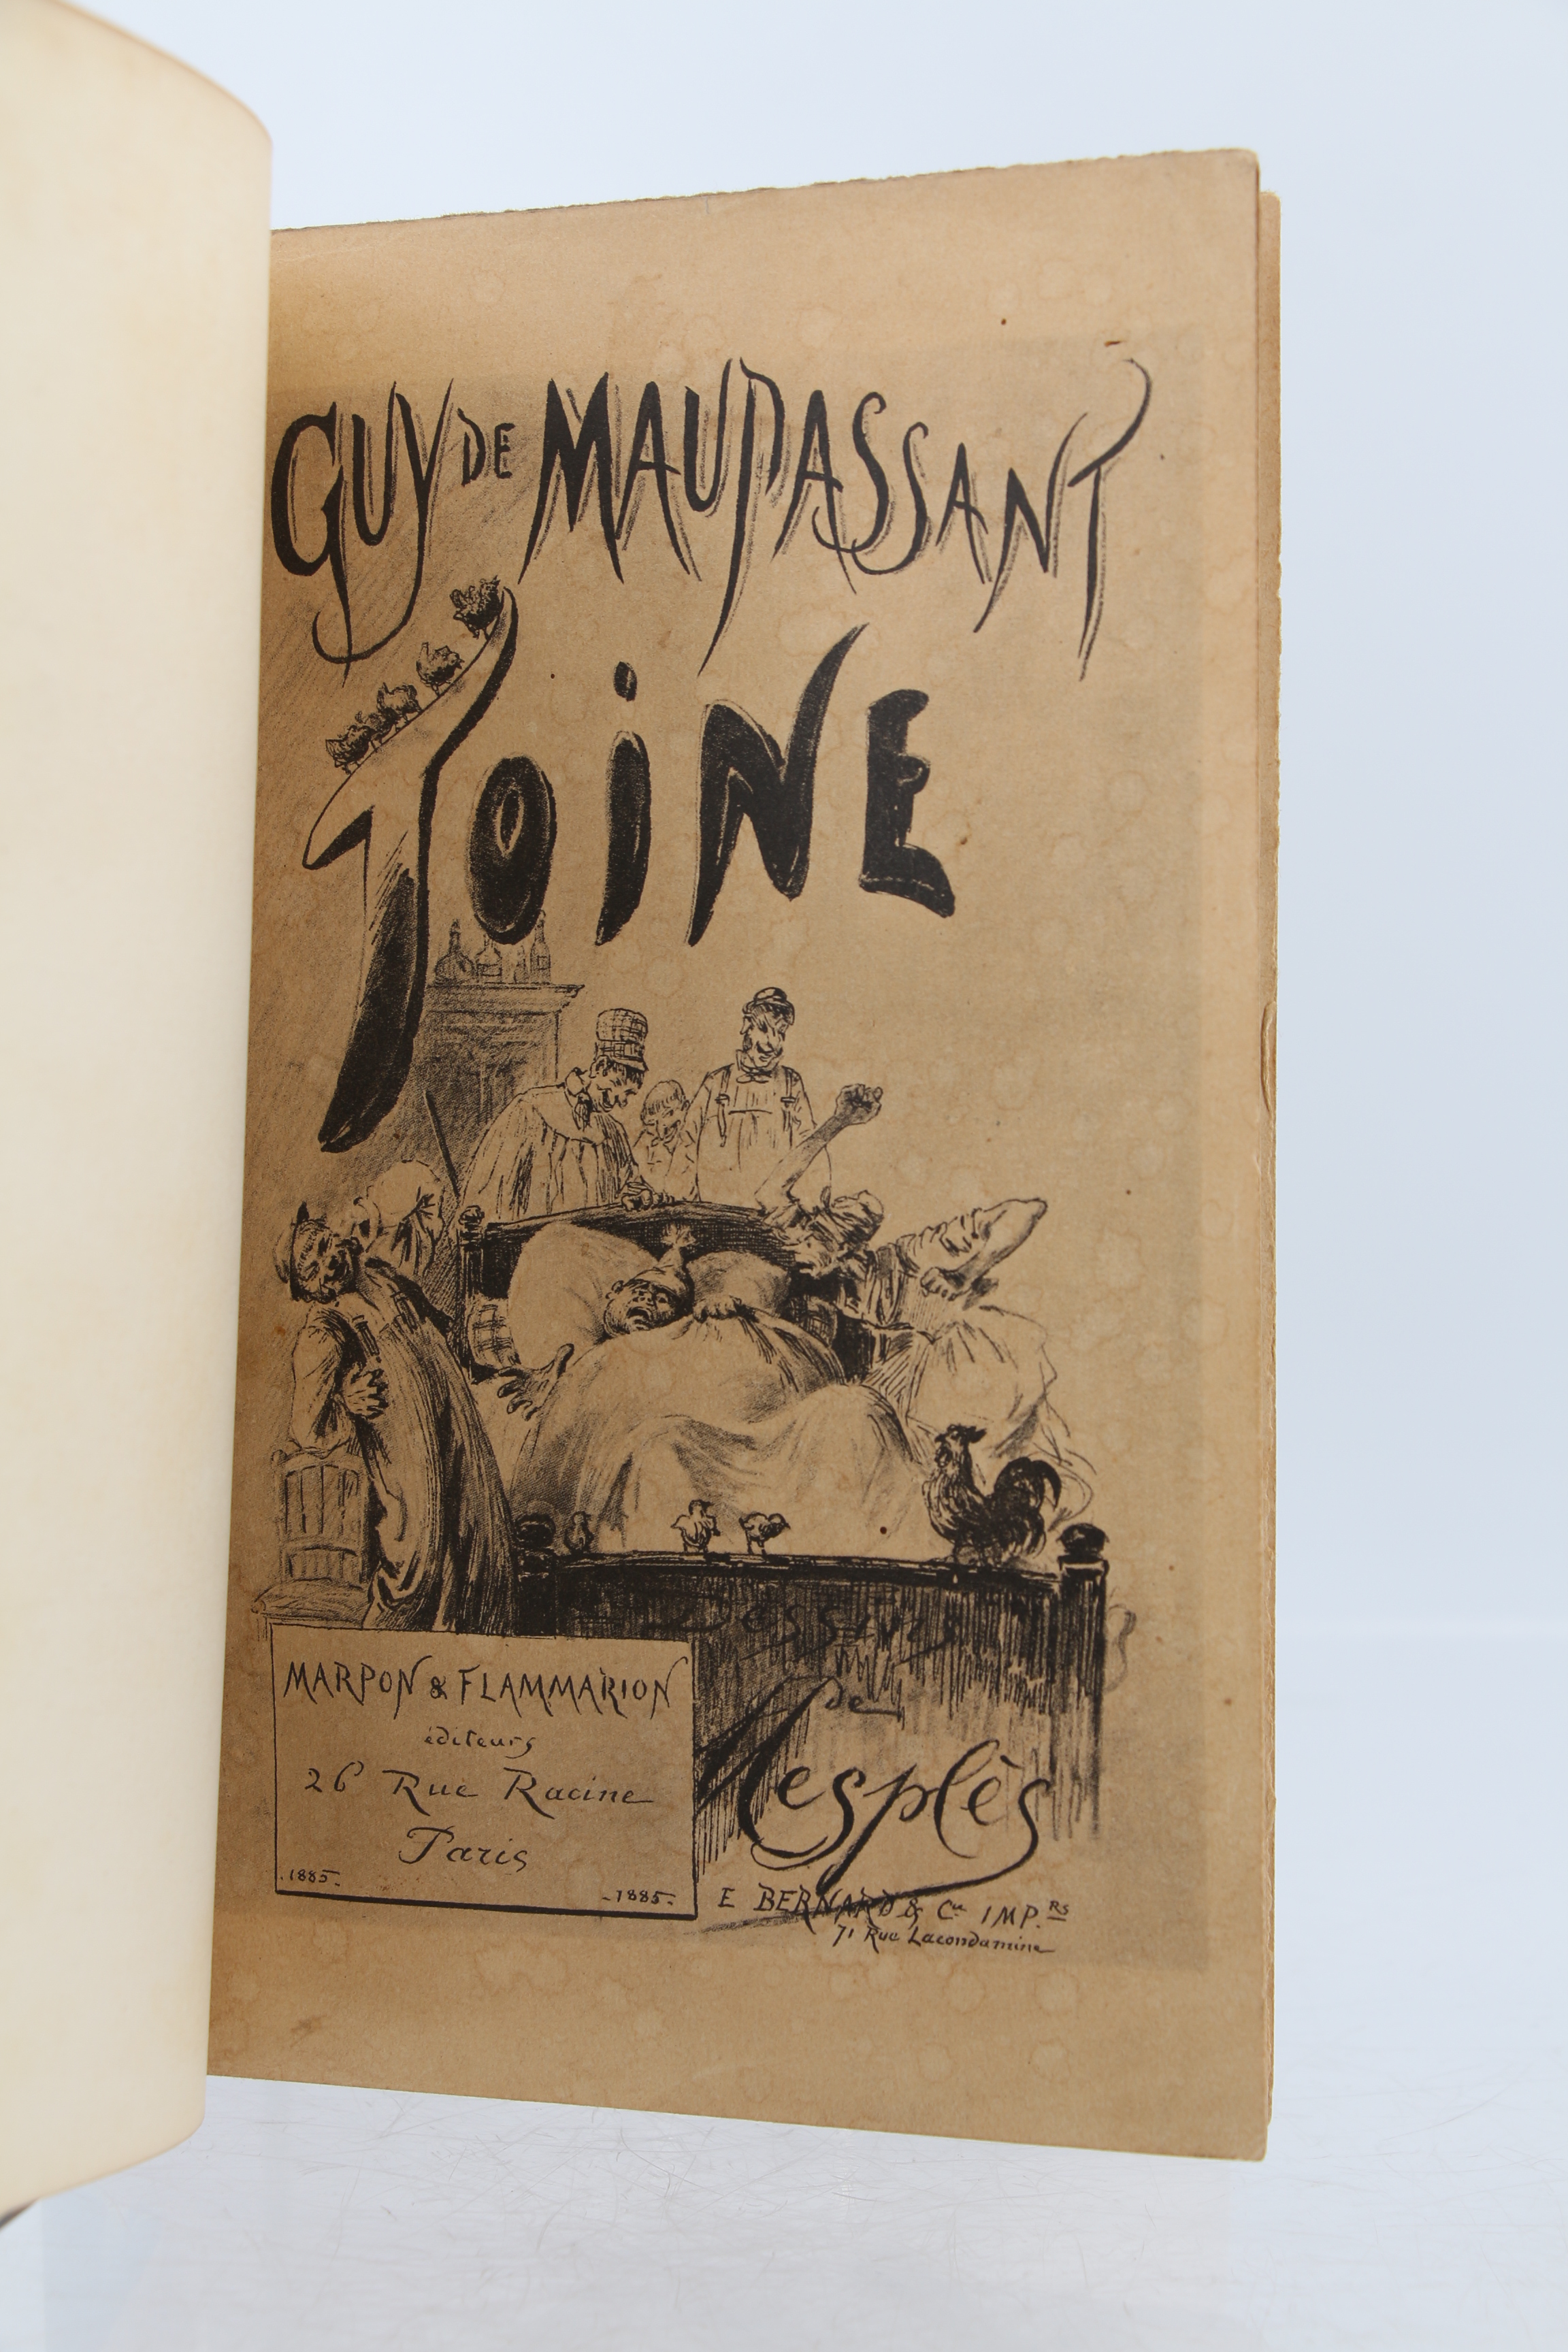 GUY DE MAUPASSANT
TOINE
Dessins
de
Mesplès
MARPON & FLAMMARION
éditeurs
26 Rue Racine
Paris
.1885.
-1885-
E BERNARD & Cie IMP.RS
71 Rue Lacondamine